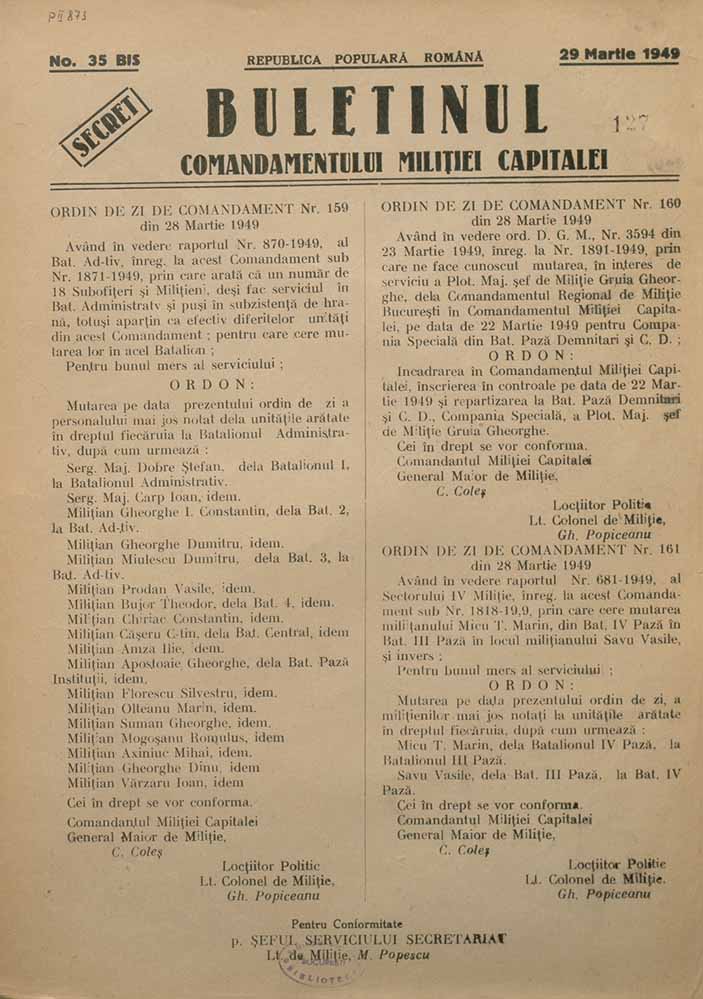 PII 873
No. 35 BIS
REPUBLICA POPULARĂ ROMÂNĂ
29 Martie 1949
SECRET
BULETINUL
127
COMANDAMENTULUI MILIȚIEI CAPITALEI
ORDIN DE ZI DE COMANDAMENT Nr. 159
din 28 Martie 1949
Având în vedere raportul Nr. 870-1949, al
Bat. Ad-tiv, înreg. la acest Comandament sub
Nr. 1871-1949, prin care arată că un număr de
18 Subofițeri și Milițieni, deși fac serviciul în
Bat. Administratv și puși în subzistență de hra-
nă, totuși aparțin ca efectiv diferitelor unități
din acest Comandament ; pentru care cere mu-
tarea lor în acel Batalion ;
Pentru bunul mers al serviciului ;
O R D O N :
Mutarea pe data prezentului ordin de zi a
personalului mai jos notat dela unitățile arătate
în dreptul fiecăruia la Batalionul Administra-
tiv, după cum urmează :
Serg. Maj. Dobre Ștefan, dela Batalionul I,
la Batalionul Administrativ.
Serg. Maj. Carp Ioan, idem.
Milițian Gheorghe I. Constantin, dela Bat. 2,
la Bat. Ad-tiv.
Milițian Gheorghe Dumitru, idem.
Milițian Miulescu Dumitru, dela Bat. 3, la
Bat. Ad-tiv.
Milițian Prodan Vasile, idem.
Milițian Bujor Theodor, dela Bat. 4, idem.
Milițian Chiriac Constantin, idem.
Milițian Cășeru C-tin, dela Bat. Central, idem
Milițian Amza Ilie, idem.
Milițian Apostoaie Gheorghe, dela Bat. Pază
Instituții, idem.
Milițian Florescu Silvestru, idem.
Milițian Olteanu Marin, idem.
Milițian Suman Gheorghe, idem.
Milițian Mogoșanu Romulus, idem
Milițian Axiniuc Mihai, idem.
Milițian Gheorghe Dinu, idem
Milițian Vărzaru Ioan, idem
Cei în drept se vor conforma.
Comandantul Miliției Capitalei
General Maior de Miliție,
C. Coleș
Locțiitor Politic
Lt. Colonel de Miliție,
Gh. Popiceanu
ORDIN DE ZI DE COMANDAMENT Nr. 160
din 28 Martie 1949
Având în vedere ord. D. G. M., Nr. 3594 din
23 Martie 1949, înreg. la Nr. 1891-1949, prin
care ne face cunoscut mutarea, în interes de
serviciu a Plot. Maj. șef de Miliție Gruia Gheor-
ghe, dela Comandamentul Regional de Miliție
București în Comandamentul Miliției Capita-
lei, pe data de 22 Martie 1949 pentru Compa-
nia Specială din Bat. Pază Demnitari și C. D. ;
O R D O N :
Incadrarea în Comandamentul Miliției Capi-
talei, înscrierea în controale pe data de 22 Mar-
tie 1949 și repartizarea la Bat. Pază Demnitari
și C. D., Compania Specială, a Plot. Maj. șef
de Miliție Gruia Gheorghe.
Cei în drept se vor conforma.
Comandantul Miliției Capitalei
General Maior de Miliție,
C. Coleș
Locțiitor Politic
Lt. Colonel de Miliție,
Gh. Popiceanu
ORDIN DE ZI DE COMANDAMENT Nr. 161
din 28 Martie 1949
Având în vedere raportul Nr. 681-1949, al
Sectorului IV Miliție, înreg. la acest Comanda-
ment sub Nr. 1818-19,9, prin care cere mutarea
milițianului Micu T. Marin, din Bat. IV Pază în
Bat. III Pază în locul milițianului Savu Vasile,
și invers ;
Pentru bunul mers al serviciului ;
O R D O N :
Mutarea pe data prezentului ordin de zi, a
milițienilor mai jos notați la unitățile arătate
în dreptul fiecăruia, după cum urmează :
Micu T. Marin, dela Batalionul IV Pază, la
Batalionul III Pază.
Savu Vasile, dela Bat. III Pază, la Bat. IV
Pază.
Cei în drept se vor conforma.
Comandantul Miliției Capitalei
General Maior de Miliție,
C. Coleș
Locțiitor Politic
Lt. Colonel de Miliție.
Gh. Popiceanu
Pentru Conformitate
p. ȘEFUL SERVICIULUI SECRETARIAT
Lt. de Miliție, M. Popescu
BUCUREȘTI
BIBLIOTECA